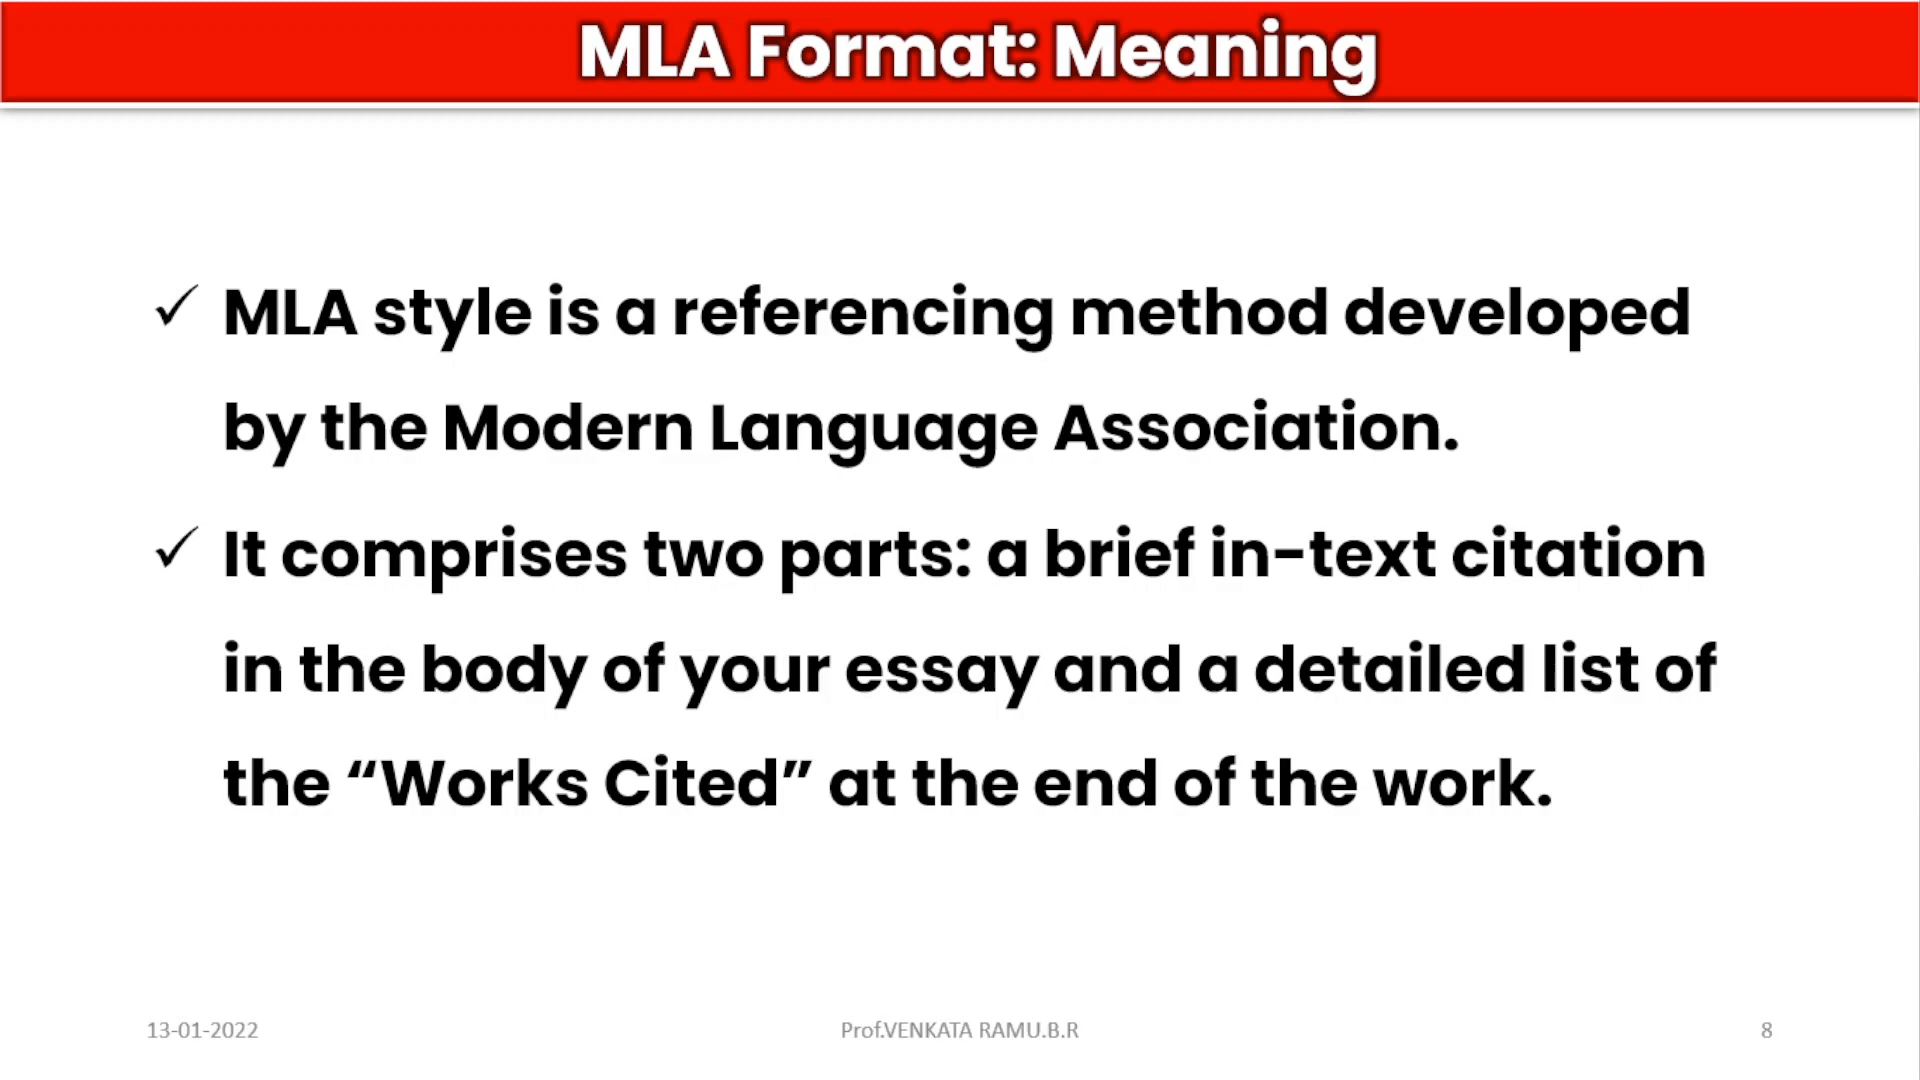 MLA Format: Meaning
✓ MLA style is a referencing method developed
by the Modern Language Association.
✓ It comprises two parts: a brief in-text citation
in the body of your essay and a detailed list of
the “Works Cited” at the end of the work.
13-01-2022
Prof.VENKATA RAMU.B.R
8